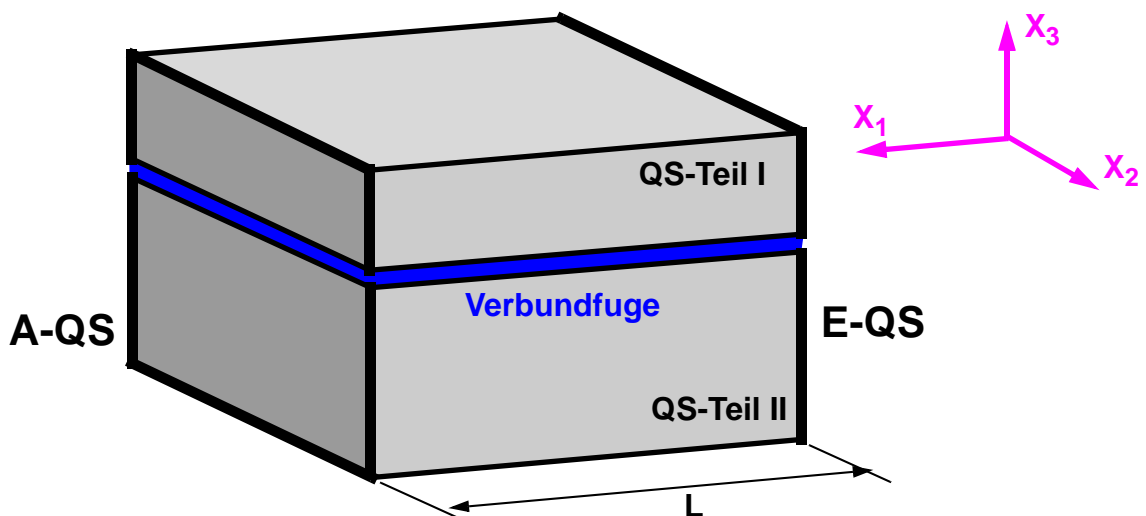 X₃
X₁
X₂
QS-Teil I
Verbundfuge
A-QS
E-QS
QS-Teil II
L